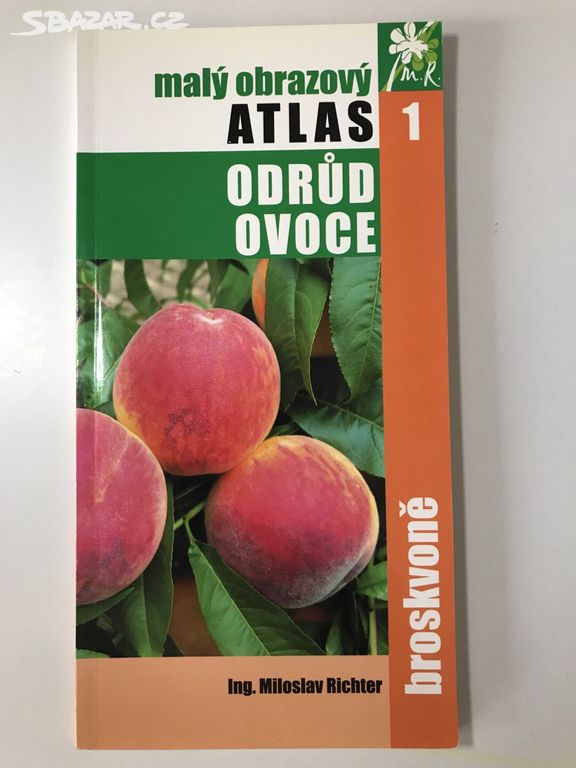 SBAZAR.CZ
M.R.
malý obrazový
ATLAS
1
ODRŮD
OVOCE
broskvoně
Ing. Miloslav Richter